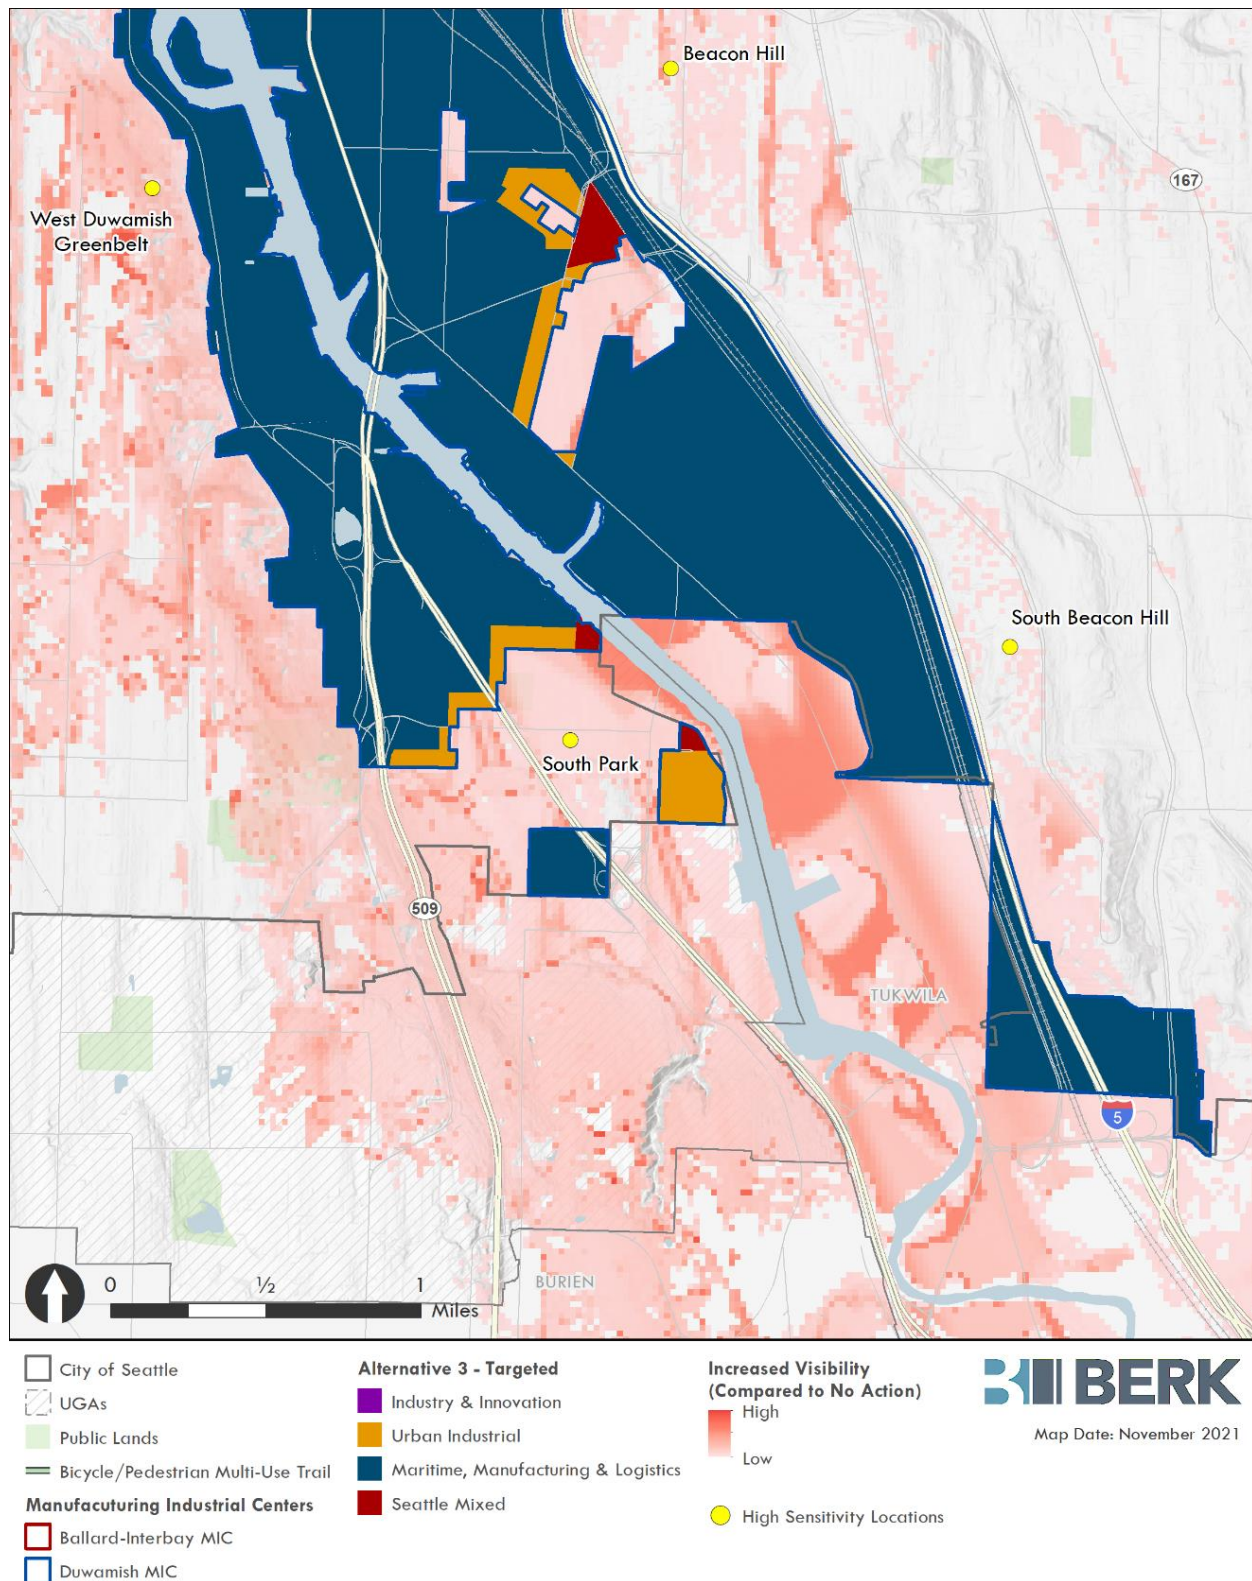 Beacon Hill
167
West Duwamish
Greenbelt
South Beacon Hill
South Park
509
TUKWILA
5
BURIEN
0
½
1
Miles
City of Seattle
UGAs
Public Lands
Bicycle/Pedestrian Multi-Use Trail
Manufacuturing Industrial Centers
Ballard-Interbay MIC
Duwamish MIC
Alternative 3 - Targeted
Industry & Innovation
Urban Industrial
Maritime, Manufacturing & Logistics
Seattle Mixed
Increased Visibility
(Compared to No Action)
High
Low
High Sensitivity Locations
BERK
Map Date: November 2021